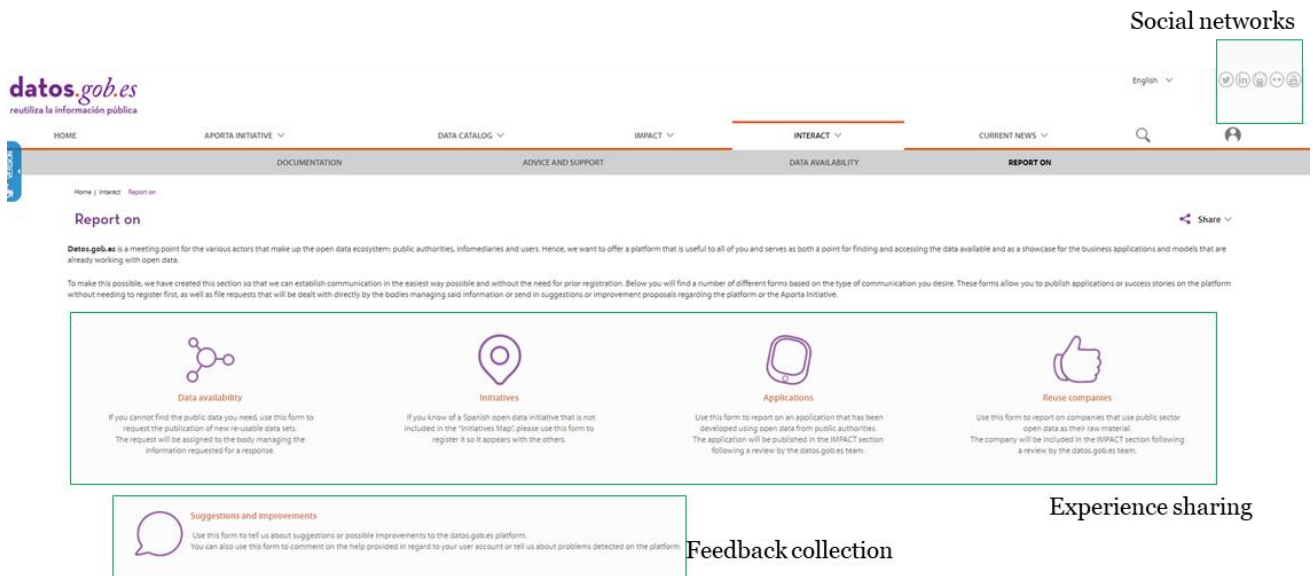 Social networks
datos.gob.es
reutiliza la información pública
English
HOME
APORTA INITIATIVE
DATA CATALOG
IMPACT
INTERACT
CURRENT NEWS
DOCUMENTATION
ADVICE AND SUPPORT
DATA AVAILABILITY
REPORT ON
Home / Interact Report on
Report on
Share
Datos.gob.es is a meeting point for the various actors that make up the open data ecosystem: public authorities, infomediaries and users. Hence, we want to offer a platform that is useful to all of you and serves as both a point for finding and accessing the data available and as a showcase for the business applications and models that are
already working with open data.
To make this possible, we have created this section so that we can establish communication in the easiest way possible and without the need for prior registration. Below you will find a number of different forms based on the type of communication you desire. These forms allow you to publish applications or success stories on the platform
without needing to register first, as well as file requests that will be dealt with directly by the bodies managing said information or send in suggestions or improvement proposals regarding the platform or the Aporta Initiative.
Data availability
If you cannot find the public data you need, use this form to
request the publication of new re-usable data sets.
The request will be assigned to the body managing the
information requested for a response.
Initiatives
If you know of a Spanish open data initiative that is not
included in the "Initiatives Map", please use this form to
register it so it appears with the others.
Applications
Use this form to report on an application that has been
developed using open data from public authorities.
The application will be published in the IMPACT section
following a review by the datos.gob.es team.
Reuse companies
Use this form to report on companies that use public sector
open data as their raw material.
The company will be included in the IMPACT section following
a review by the datos.gob.es team.
Experience sharing
Suggestions and improvements
Use this form to tell us about suggestions or possible improvements to the datos.gob.es platform.
You can also use this form to comment on the help provided in regard to your user account or tell us about problems detected on the platform.
Feedback collection